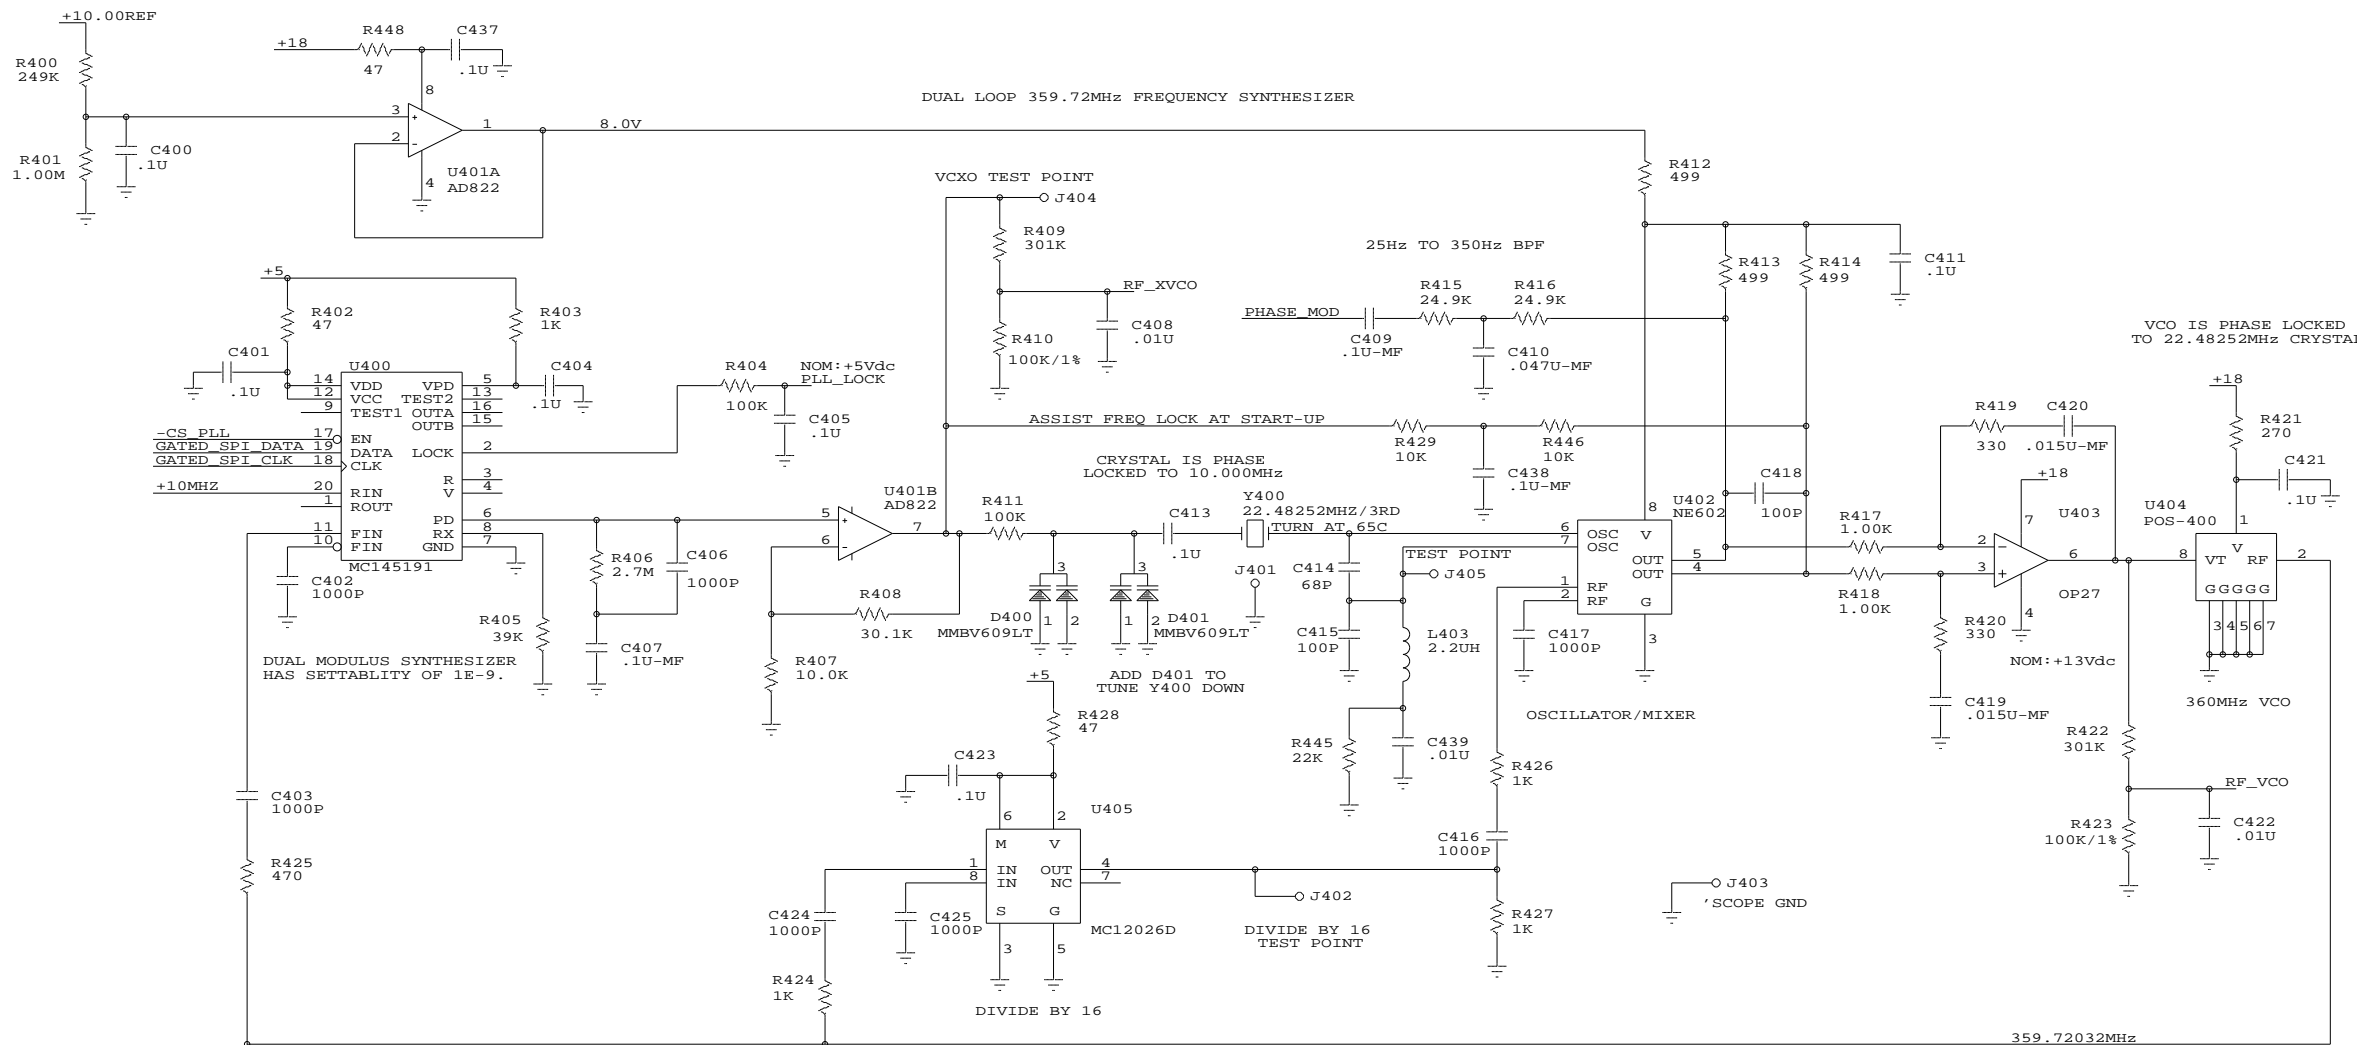 +10.00REF
R400
249K
R401
1.00M
C400
.1U
+18
R448
47
C437
.1U
8
3
+
2
-
1
4
U401A
AD822
8.0V
DUAL LOOP 359.72MHz FREQUENCY SYNTHESIZER
VCXO TEST POINT
J404
R409
301K
RF_XVCO
R410
100K/1%
C408
.01U
R412
499
R413
499
R414
499
C411
.1U
25Hz TO 350Hz BPF
R415
24.9K
R416
24.9K
PHASE_MOD
C409
.1U-MF
C410
.047U-MF
VCO IS PHASE LOCKED
TO 22.48252MHz CRYSTAL
+5
R402
47
R403
1K
C401
.1U
C404
.1U
U400
14
VDD
12
VCC
9
TEST1
VPD
5
TEST2
13
OUTA
16
OUTB
15
-CS_PLL
17
EN
GATED_SPI_DATA
19
DATA
GATED_SPI_CLK
18
CLK
LOCK
2
R
3
V
4
+10MHZ
20
RIN
1
ROUT
PD
6
RX
8
GND
7
11
FIN
10
FIN
MC145191
R404
100K
NOM:+5Vdc
PLL_LOCK
C405
.1U
C402
1000P
R405
39K
R406
2.7M
C406
1000P
C407
.1U-MF
DUAL MODULUS SYNTHESIZER
HAS SETTABLITY OF 1E-9.
5
+
6
-
7
U401B
AD822
R408
30.1K
R407
10.0K
ASSIST FREQ LOCK AT START-UP
R429
10K
R446
10K
C438
.1U-MF
CRYSTAL IS PHASE
LOCKED TO 10.000MHz
R411
100K
3
1
2
D400
MMBV609LT
3
1
2
D401
MMBV609LT
ADD D401 TO
TUNE Y400 DOWN
C413
.1U
Y400
22.48252MHZ/3RD
TURN AT 65C
J401
C414
68P
TEST POINT
J405
C415
100P
L403
2.2UH
R445
22K
C439
.01U
U402
NE602
8
V
6
OSC
7
OSC
OUT
5
OUT
4
1
RF
2
RF
G
3
C417
1000P
OSCILLATOR/MIXER
C418
100P
R417
1.00K
R418
1.00K
R419
330
C420
.015U-MF
+18
7
U403
2
-
3
+
6
4
OP27
R420
330
C419
.015U-MF
NOM:+13Vdc
+18
R421
270
C421
.1U
U404
POS-400
1
V
8
VT
RF
2
GGGGG
34567
360MHz VCO
R422
301K
RF_VCO
R423
100K/1%
C422
.01U
+5
R428
47
C423
.1U
U405
6
2
M
V
1
IN
8
IN
OUT
4
NC
7
S
G
3
5
MC12026D
DIVIDE BY 16
C403
1000P
R425
470
C424
1000P
C425
1000P
R424
1K
J402
DIVIDE BY 16
TEST POINT
R426
1K
C416
1000P
R427
1K
J403
'SCOPE GND
359.72032MHz